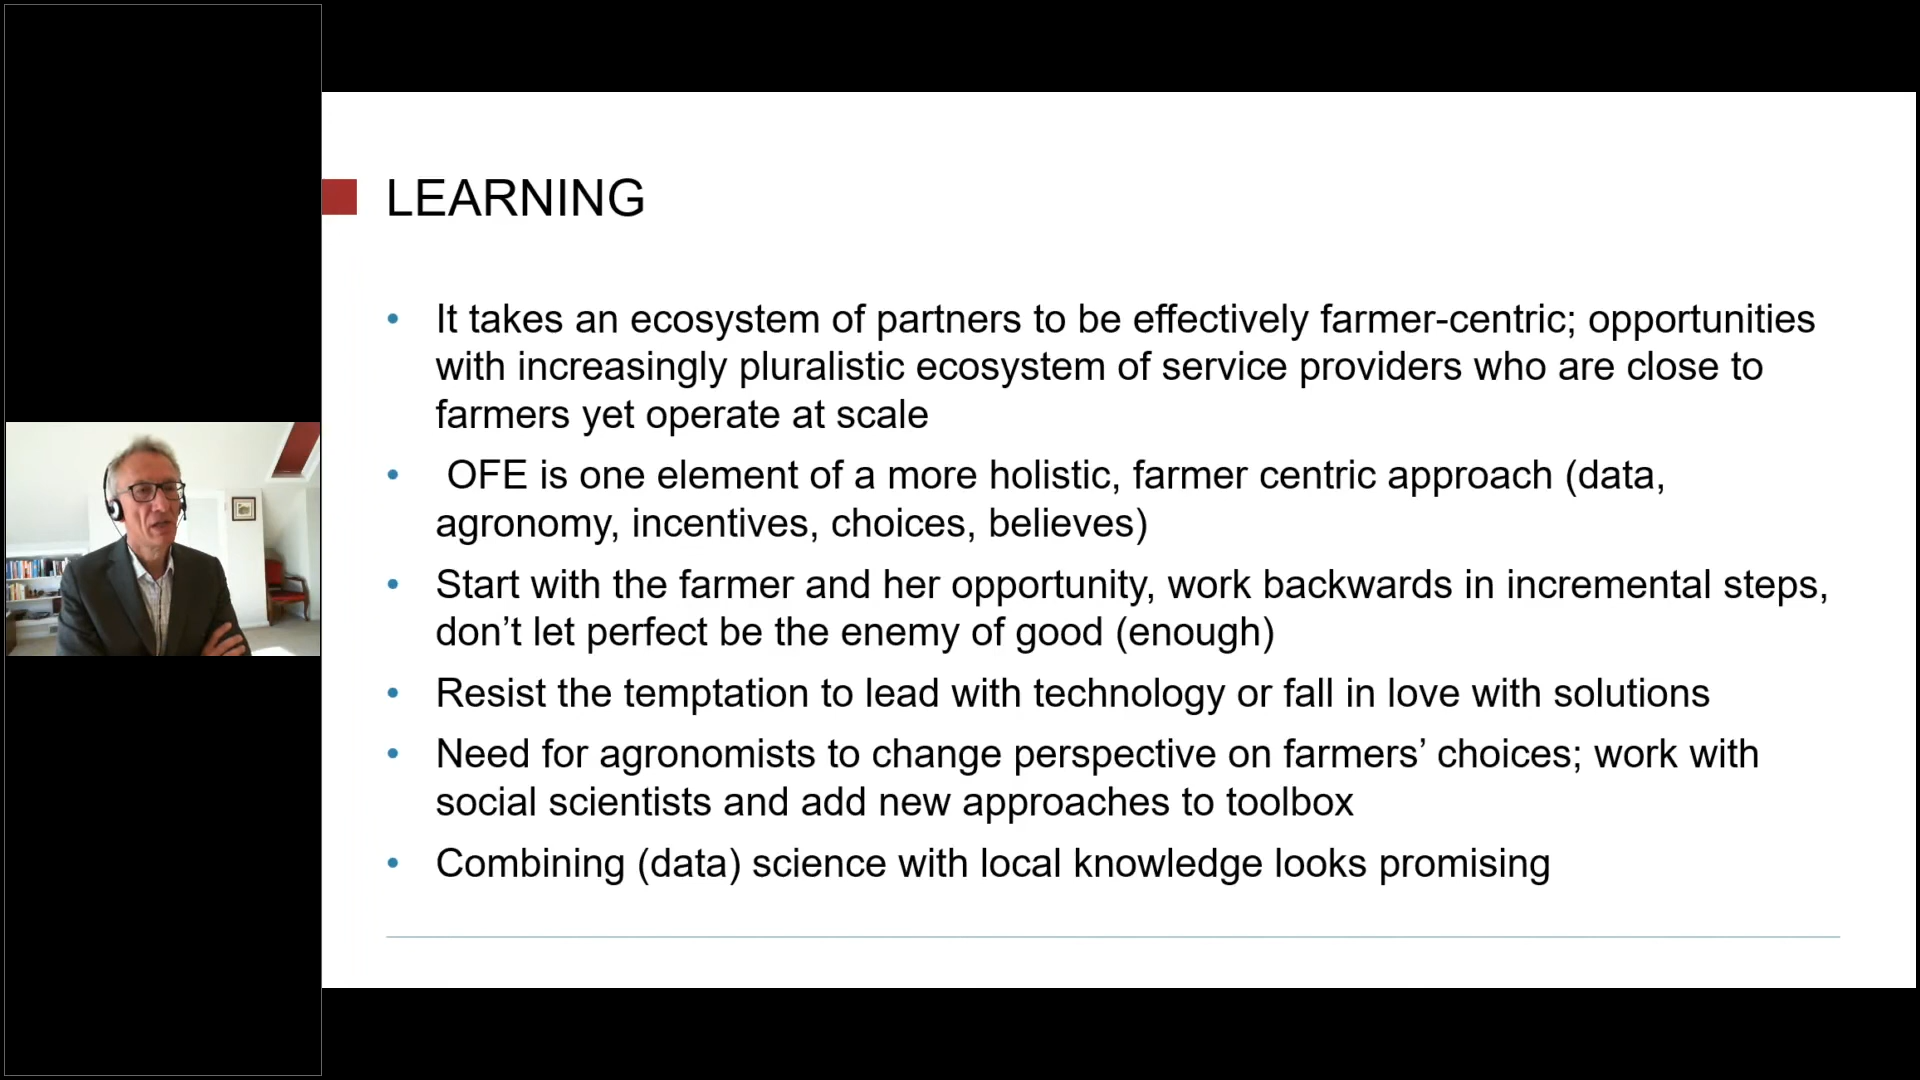 LEARNING
• It takes an ecosystem of partners to be effectively farmer-centric; opportunities
with increasingly pluralistic ecosystem of service providers who are close to
farmers yet operate at scale
• OFE is one element of a more holistic, farmer centric approach (data,
agronomy, incentives, choices, believes)
• Start with the farmer and her opportunity, work backwards in incremental steps,
don’t let perfect be the enemy of good (enough)
• Resist the temptation to lead with technology or fall in love with solutions
• Need for agronomists to change perspective on farmers’ choices; work with
social scientists and add new approaches to toolbox
• Combining (data) science with local knowledge looks promising